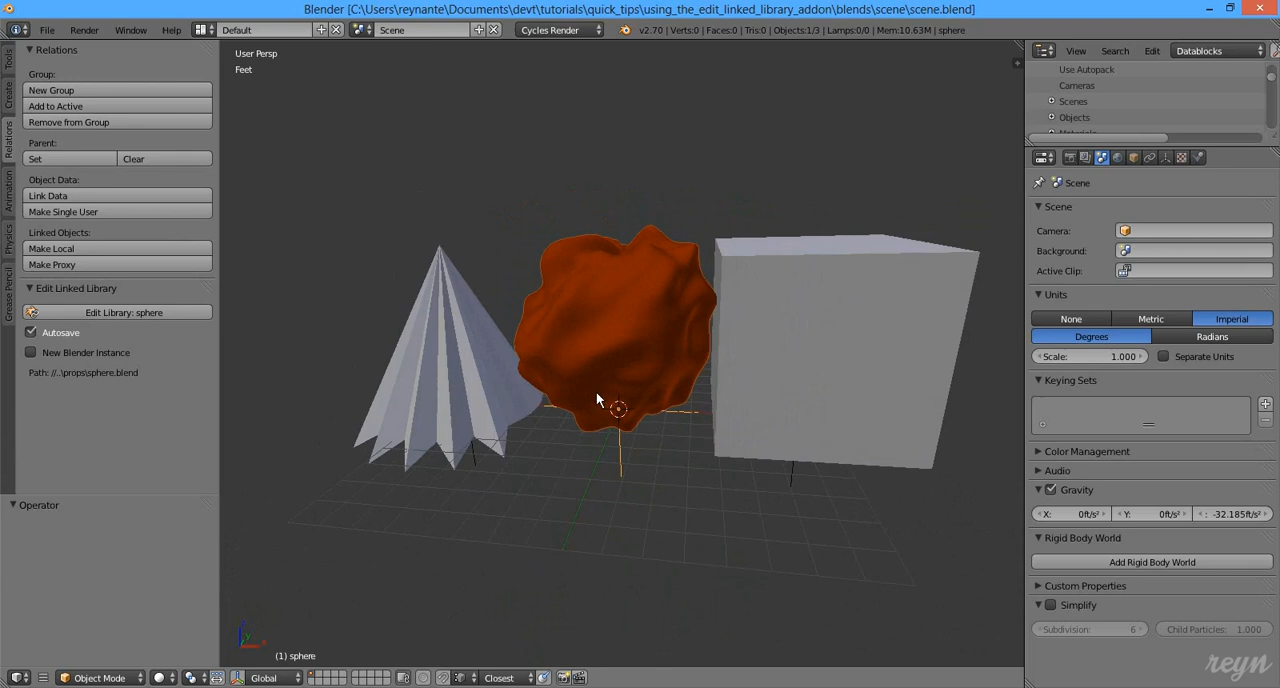 Blender [C:\Users\reynante\Documents\devt\tutorials\quick_tips\using_the_edit_linked_library_addon\blends\scene\scene.blend]
File Render Window Help Default Scene Cycles Render v2.70 | Verts:0 | Faces:0 | Tris:0 | Objects:1/3 | Lamps:0/0 | Mem:10.63M | sphere
Tools
Create
Relations
Animation
Physics
Grease Pencil
Relations
Group:
New Group
Add to Active
Remove from Group
Parent:
Set Clear
Object Data:
Link Data
Make Single User
Linked Objects:
Make Local
Make Proxy
Edit Linked Library
Edit Library: sphere
Autosave
New Blender Instance
Path: //..\props\sphere.blend
Operator
User Persp
Feet
(1) sphere
Object Mode Global Closest
View Search Edit Datablocks
Use Autopack
Cameras
Scenes
Objects
Scene
Scene
Camera:
Background:
Active Clip:
Units
None Metric Imperial
Degrees Radians
Scale: 1.000 Separate Units
Keying Sets
Color Management
Audio
Gravity
X: 0ft/s² Y: 0ft/s² : -32.185ft/s²
Rigid Body World
Add Rigid Body World
Custom Properties
Simplify
Subdivision: 6 Child Particles: 1.000
reyn